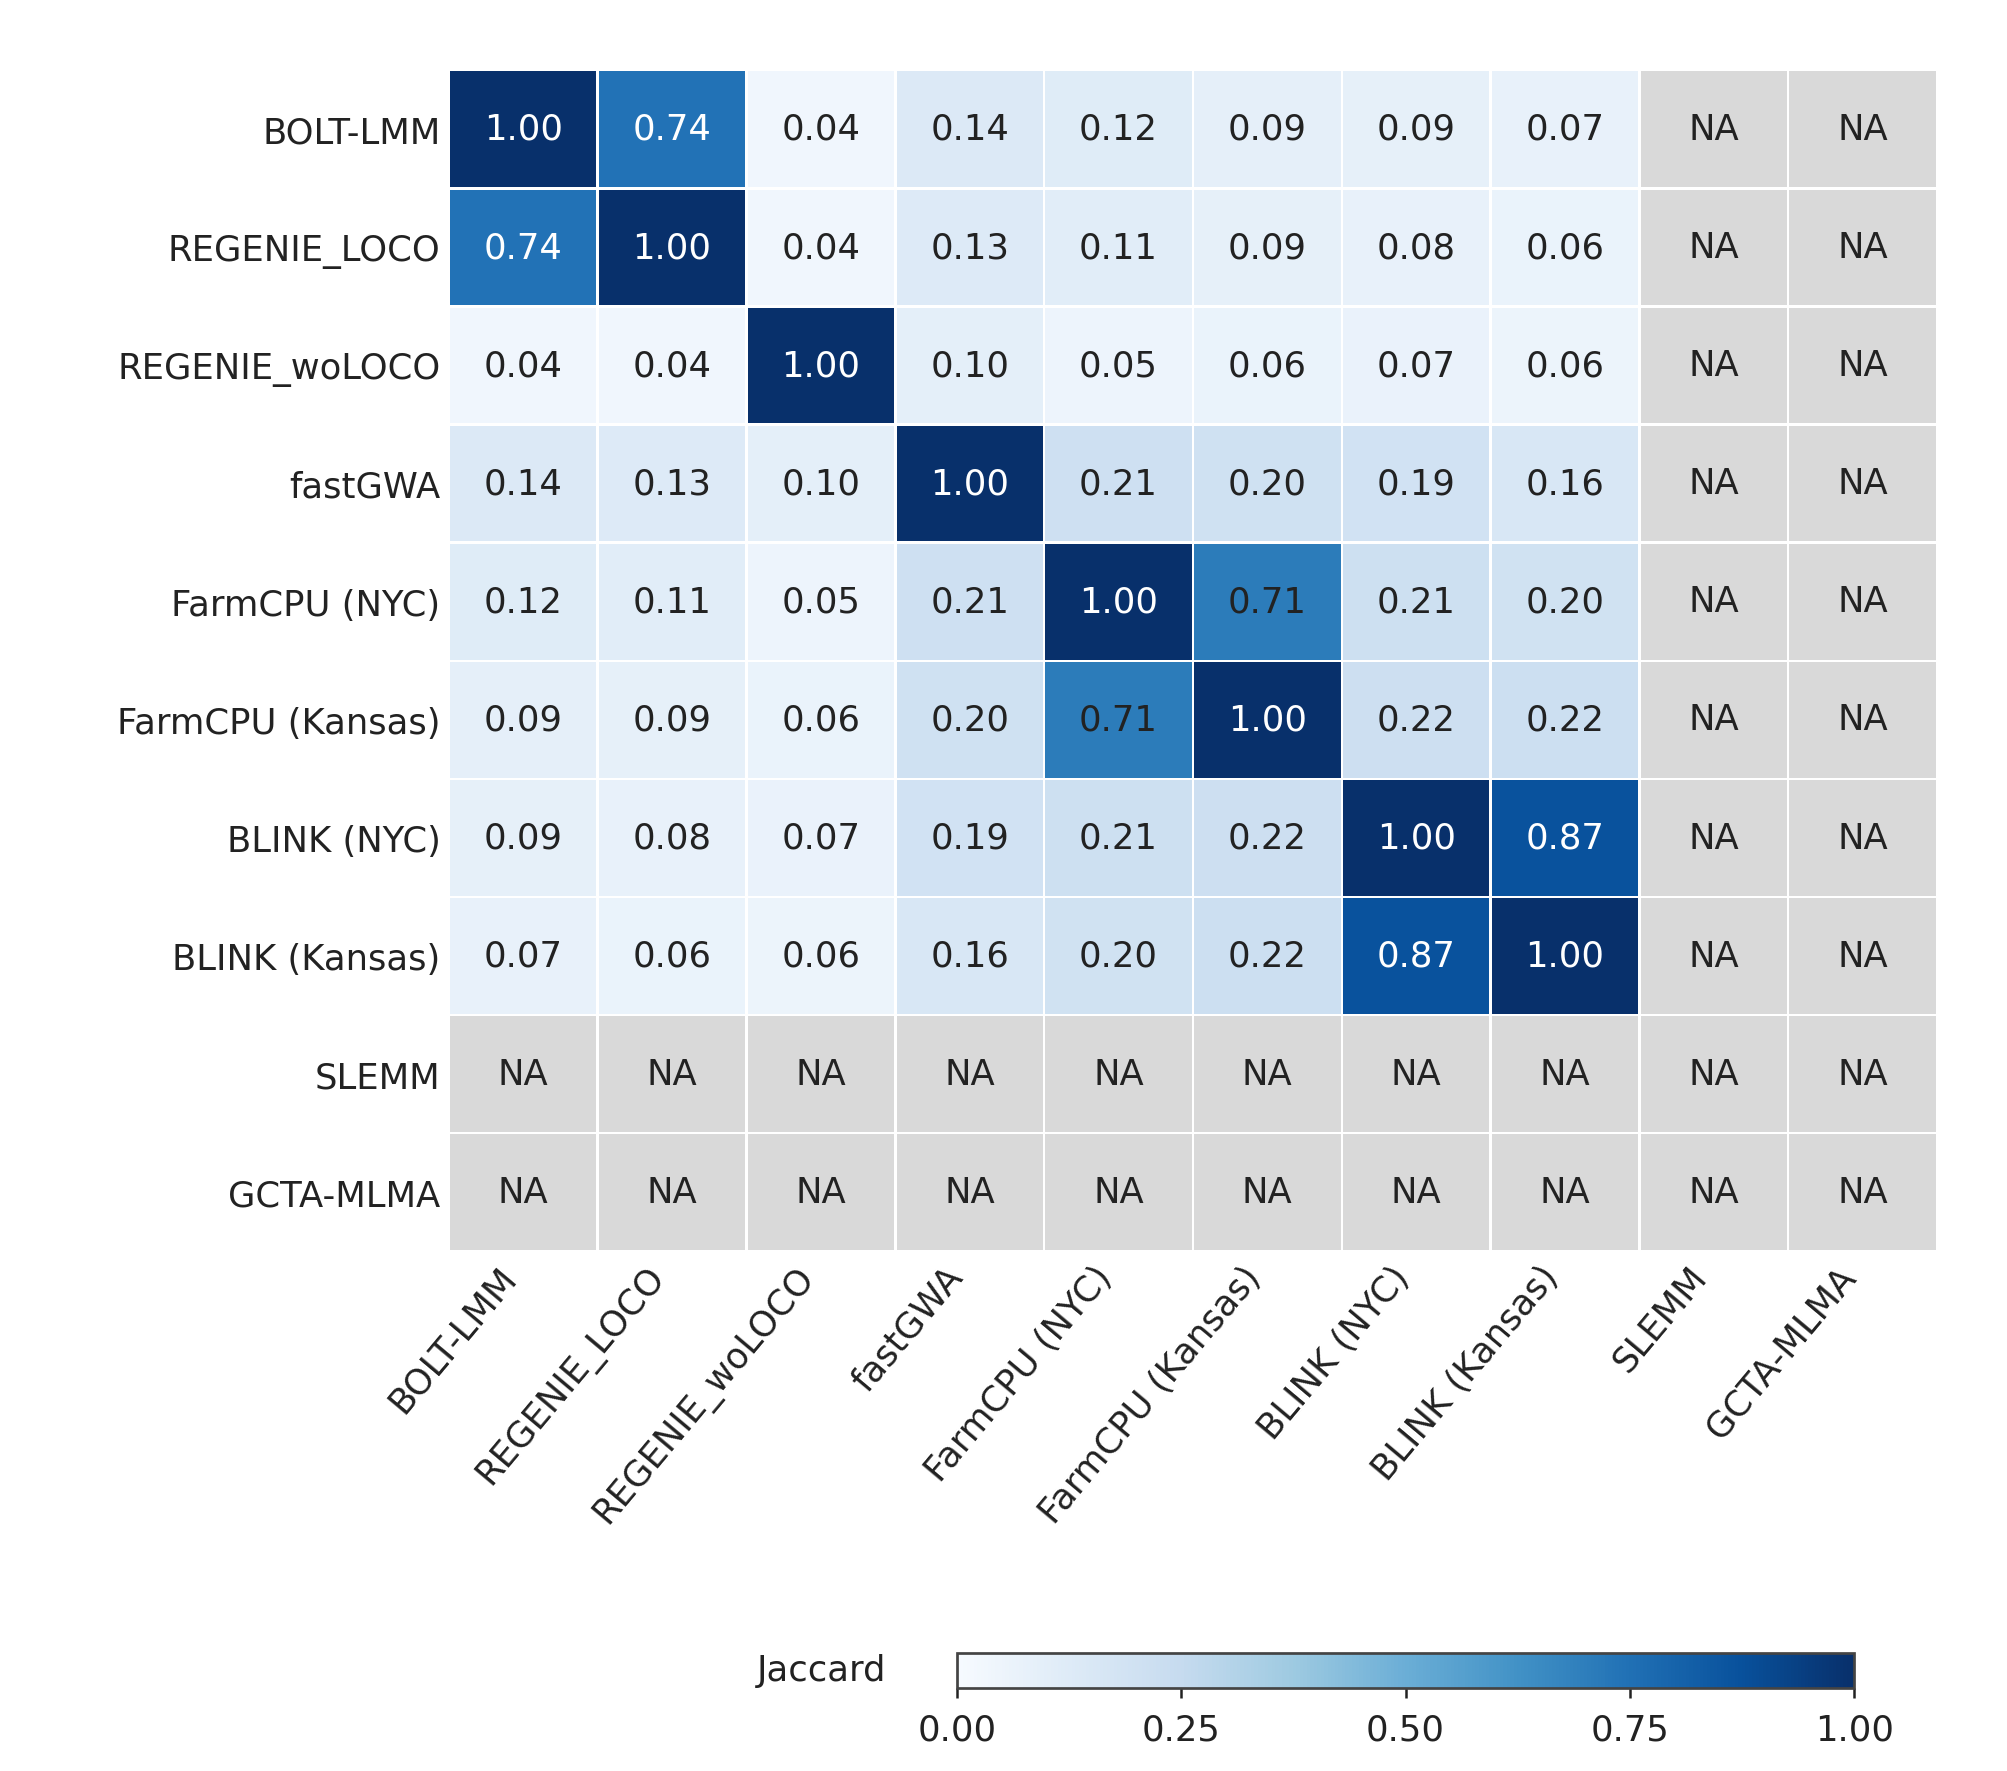 BOLT-LMM 1.00 0.74 0.04 0.14 0.12 0.09 0.09 0.07 NA NA
REGENIE_LOCO 0.74 1.00 0.04 0.13 0.11 0.09 0.08 0.06 NA NA
REGENIE_woLOCO 0.04 0.04 1.00 0.10 0.05 0.06 0.07 0.06 NA NA
fastGWA 0.14 0.13 0.10 1.00 0.21 0.20 0.19 0.16 NA NA
FarmCPU (NYC) 0.12 0.11 0.05 0.21 1.00 0.71 0.21 0.20 NA NA
FarmCPU (Kansas) 0.09 0.09 0.06 0.20 0.71 1.00 0.22 0.22 NA NA
BLINK (NYC) 0.09 0.08 0.07 0.19 0.21 0.22 1.00 0.87 NA NA
BLINK (Kansas) 0.07 0.06 0.06 0.16 0.20 0.22 0.87 1.00 NA NA
SLEMM NA NA NA NA NA NA NA NA NA NA
GCTA-MLMA NA NA NA NA NA NA NA NA NA NA
BOLT-LMM
REGENIE_LOCO
REGENIE_woLOCO
fastGWA
FarmCPU (NYC)
FarmCPU (Kansas)
BLINK (NYC)
BLINK (Kansas)
SLEMM
GCTA-MLMA
Jaccard
0.00 0.25 0.50 0.75 1.00